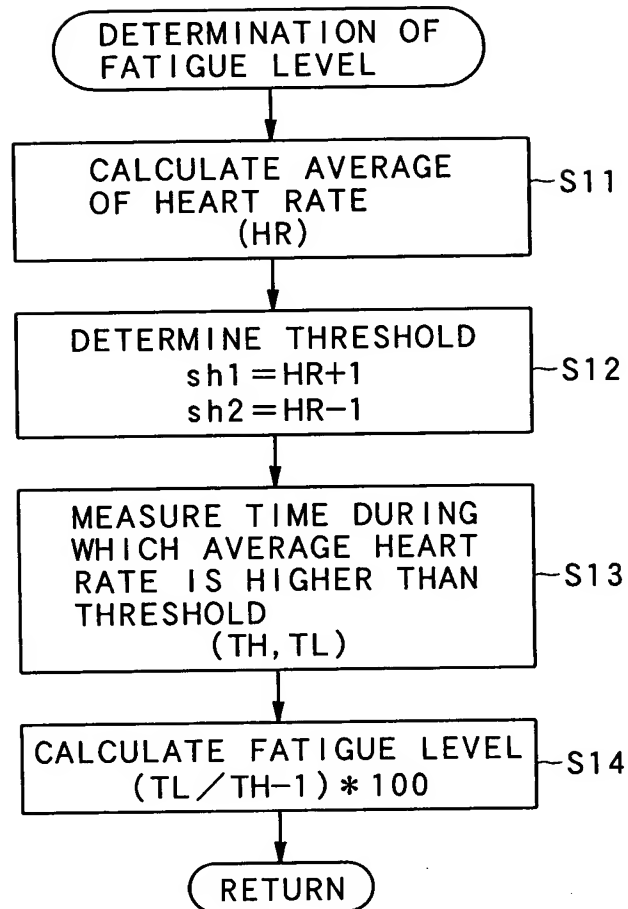 DETERMINATION OF
FATIGUE LEVEL
CALCULATE AVERAGE
OF HEART RATE
(HR)
S11
DETERMINE THRESHOLD
sh1=HR+1
sh2=HR-1
S12
MEASURE TIME DURING
WHICH AVERAGE HEART
RATE IS HIGHER THAN
THRESHOLD
(TH, TL)
S13
CALCULATE FATIGUE LEVEL
(TL/TH-1)*100
S14
RETURN